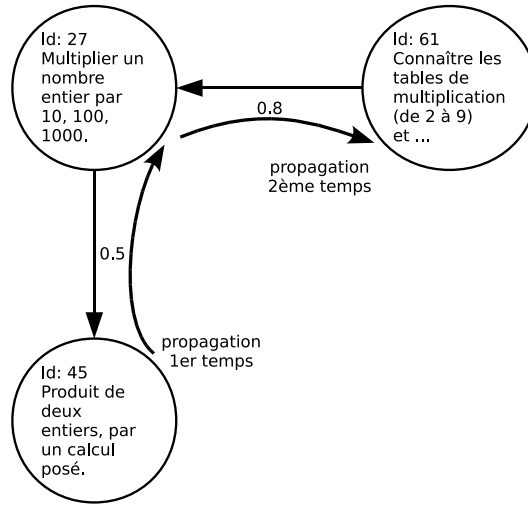 Id: 27
Multiplier un
nombre
entier par
10, 100,
1000.
Id: 61
Connaître les
tables de
multiplication
(de 2 à 9)
et ...
0.8
propagation
2ème temps
0.5
propagation
1er temps
Id: 45
Produit de
deux
entiers, par
un calcul
posé.